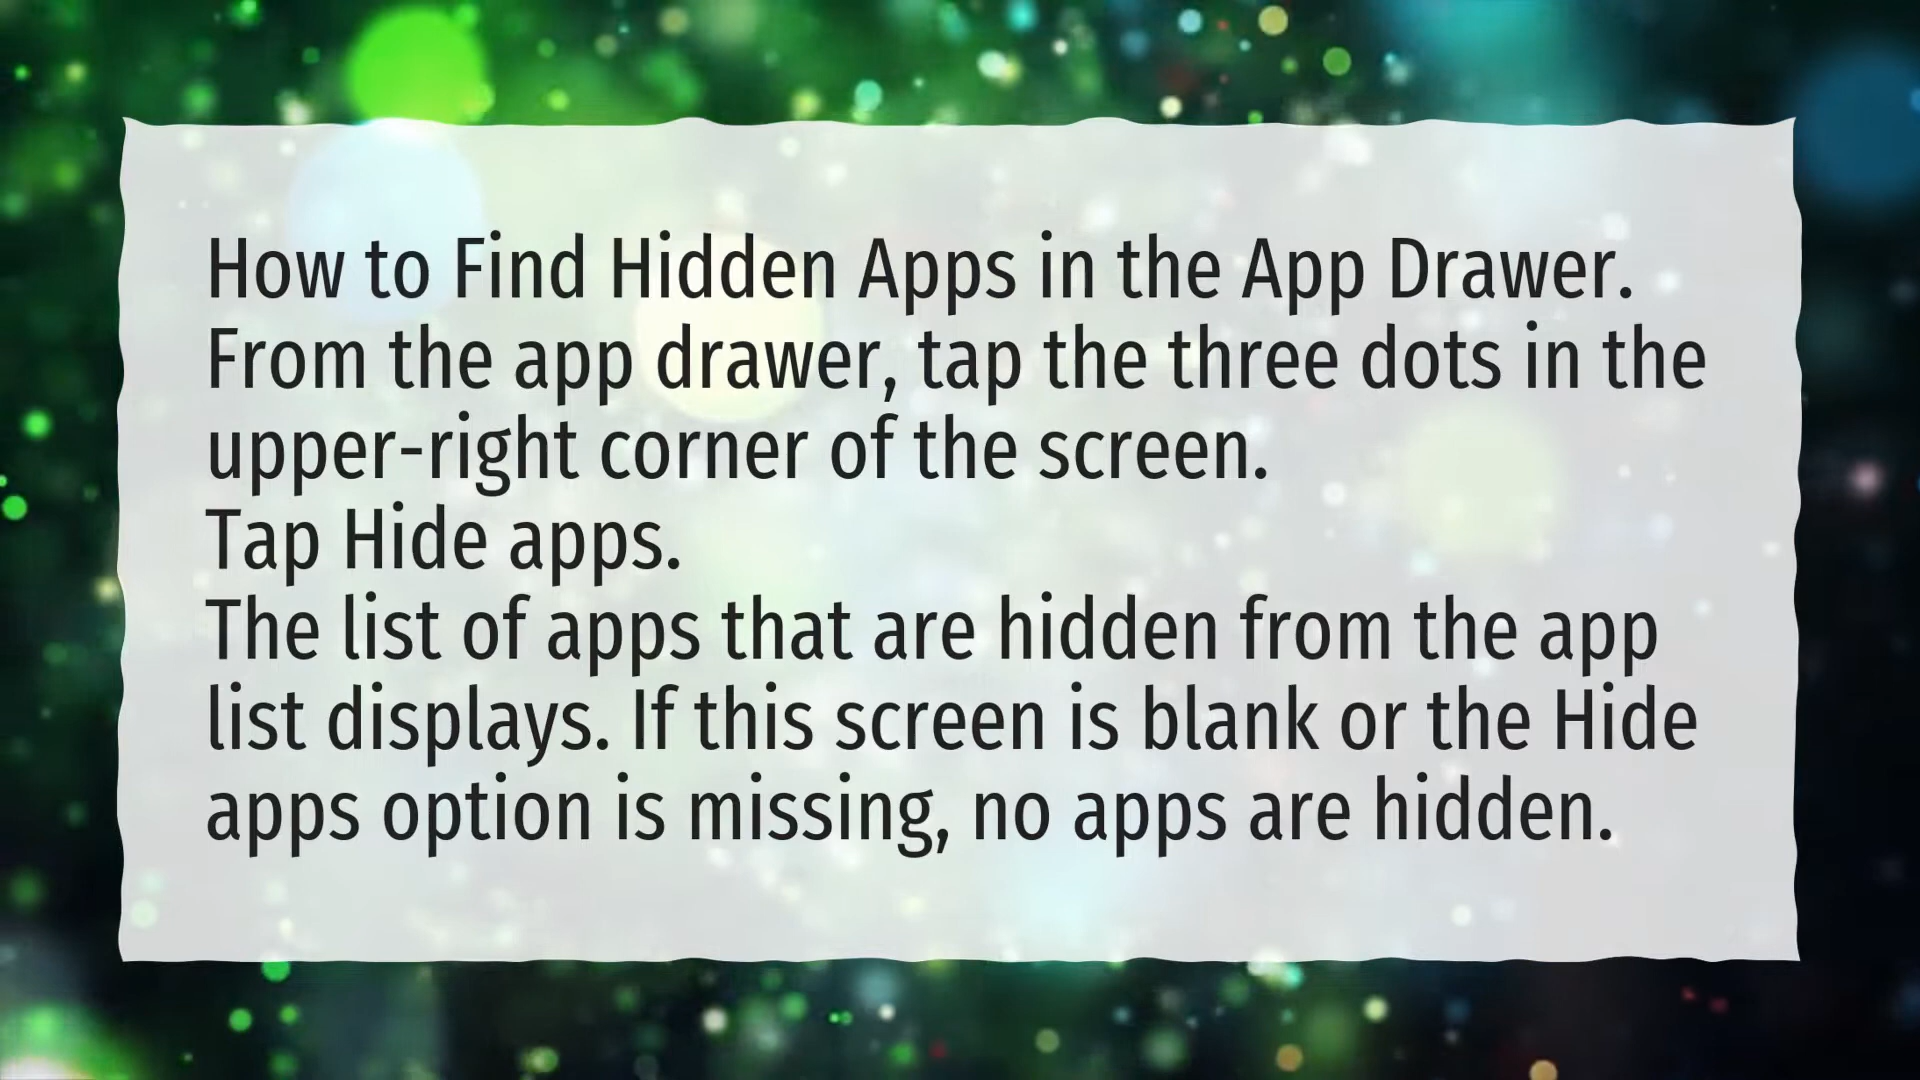 How to Find Hidden Apps in the App Drawer.
From the app drawer, tap the three dots in the
upper-right corner of the screen.
Tap Hide apps.
The list of apps that are hidden from the app
list displays. If this screen is blank or the Hide
apps option is missing, no apps are hidden.